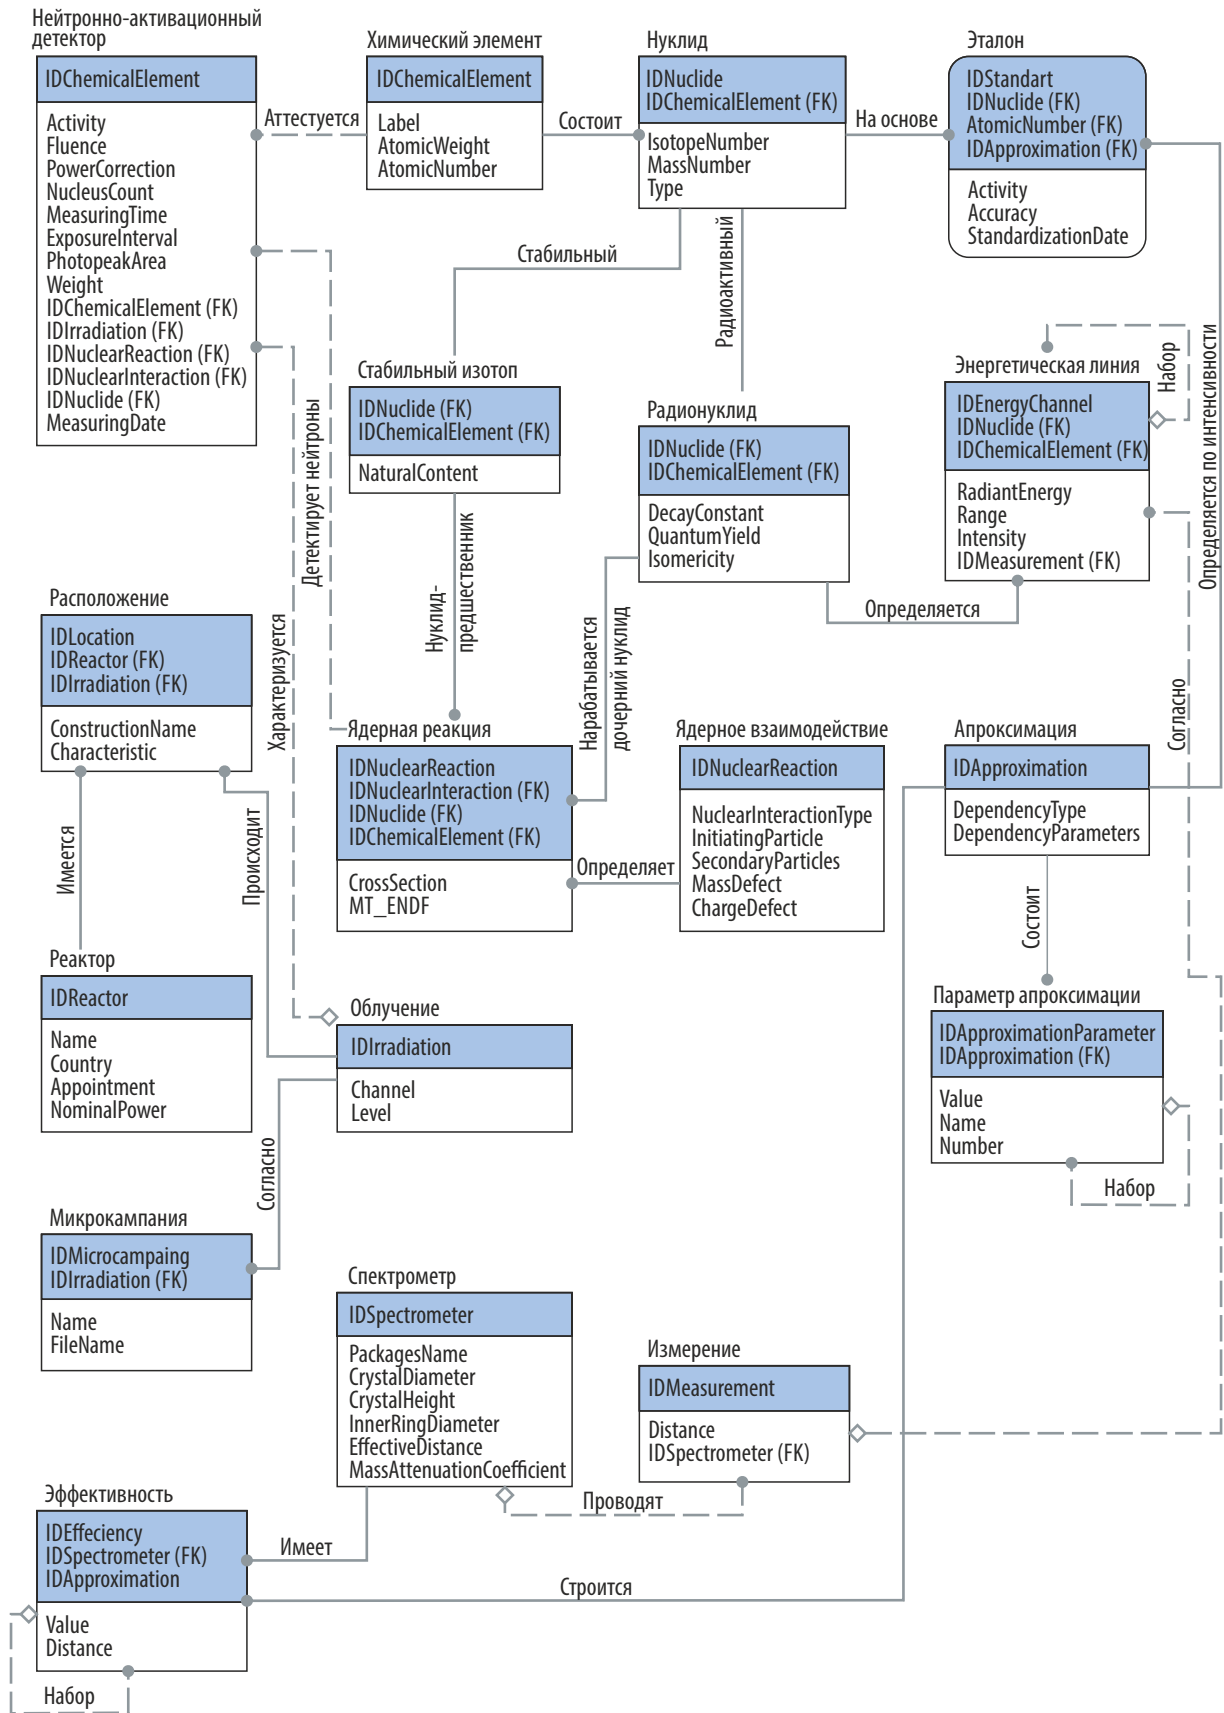 Нейтронно-активационный
детектор
IDChemicalElement
Activity
Fluence
PowerCorrection
NucleusCount
MeasuringTime
ExposureInterval
PhotopeakArea
Weight
IDChemicalElement (FK)
IDIrradiation (FK)
IDNuclearReaction (FK)
IDNuclearInteraction (FK)
IDNuclide (FK)
MeasuringDate
Аттестуется
Химический элемент
IDChemicalElement
Label
AtomicWeight
AtomicNumber
Состоит
Нуклид
IDNuclide
IDChemicalElement (FK)
IsotopeNumber
MassNumber
Type
На основе
Эталон
IDStandart
IDNuclide (FK)
AtomicNumber (FK)
IDApproximation (FK)
Activity
Accuracy
StandardizationDate
Стабильный
Радиоактивный
Определяется по интенсивности
Набор
Детектирует нейтроны
Стабильный изотоп
IDNuclide (FK)
IDChemicalElement (FK)
NaturalContent
Радионуклид
IDNuclide (FK)
IDChemicalElement (FK)
DecayConstant
QuantumYield
Isomericity
Энергетическая линия
IDEnergyChannel
IDNuclide (FK)
IDChemicalElement (FK)
RadiantEnergy
Range
Intensity
IDMeasurement (FK)
Определяется
Нуклид-
предшественник
Нарабатывается
дочерний нуклид
Характеризуется
Согласно
Расположение
IDLocation
IDReactor (FK)
IDIrradiation (FK)
ConstructionName
Characteristic
Имеется
Происходит
Ядерная реакция
IDNuclearReaction
IDNuclearInteraction (FK)
IDNuclide (FK)
IDChemicalElement (FK)
CrossSection
MT_ENDF
Определяет
Ядерное взаимодействие
IDNuclearReaction
NuclearInteractionType
InitiatingParticle
SecondaryParticles
MassDefect
ChargeDefect
Апроксимация
IDApproximation
DependencyType
DependencyParameters
Состоит
Реактор
IDReactor
Name
Country
Appointment
NominalPower
Облучение
IDIrradiation
Channel
Level
Согласно
Параметр апроксимации
IDApproximationParameter
IDApproximation (FK)
Value
Name
Number
Набор
Микрокампания
IDMicrocampaing
IDIrradiation (FK)
Name
FileName
Спектрометр
IDSpectrometer
PackagesName
CrystalDiameter
CrystalHeight
InnerRingDiameter
EffectiveDistance
MassAttenuationCoefficient
Измерение
IDMeasurement
Distance
IDSpectrometer (FK)
Проводят
Эффективность
IDEffeciency
IDSpectrometer (FK)
IDApproximation
Value
Distance
Имеет
Строится
Набор